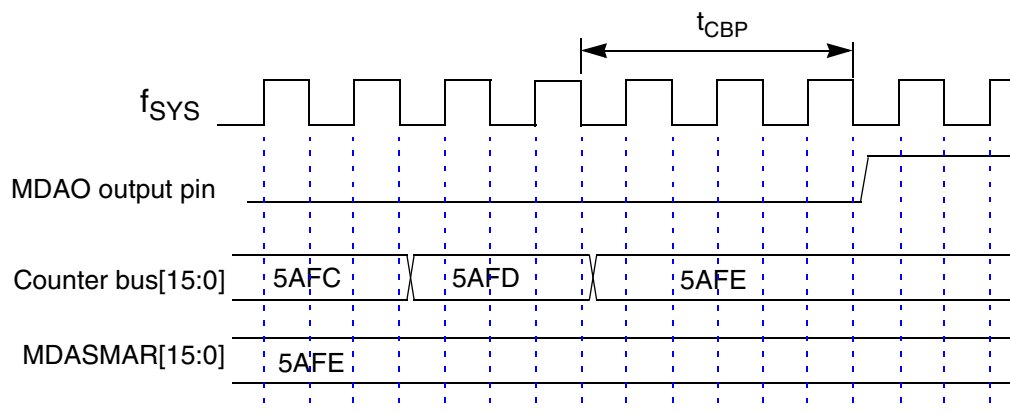 tCBP
fSYS
MDAO output pin
Counter bus[15:0] 5AFC 5AFD 5AFE
MDASMAR[15:0] 5AFE